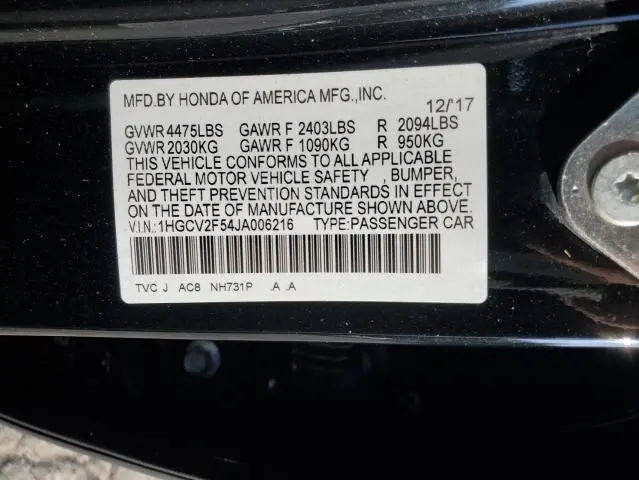 MFD.BY HONDA OF AMERICA MFG.,INC.
12/'17
GVWR 4475LBS GAWR F 2403LBS R 2094LBS
GVWR 2030KG GAWR F 1090KG R 950KG
THIS VEHICLE CONFORMS TO ALL APPLICABLE
FEDERAL MOTOR VEHICLE SAFETY , BUMPER,
AND THEFT PREVENTION STANDARDS IN EFFECT
ON THE DATE OF MANUFACTURE SHOWN ABOVE.
V.I.N.:1HGCV2F54JA006216 TYPE:PASSENGER CAR
TVC J AC8 NH731P .A .A